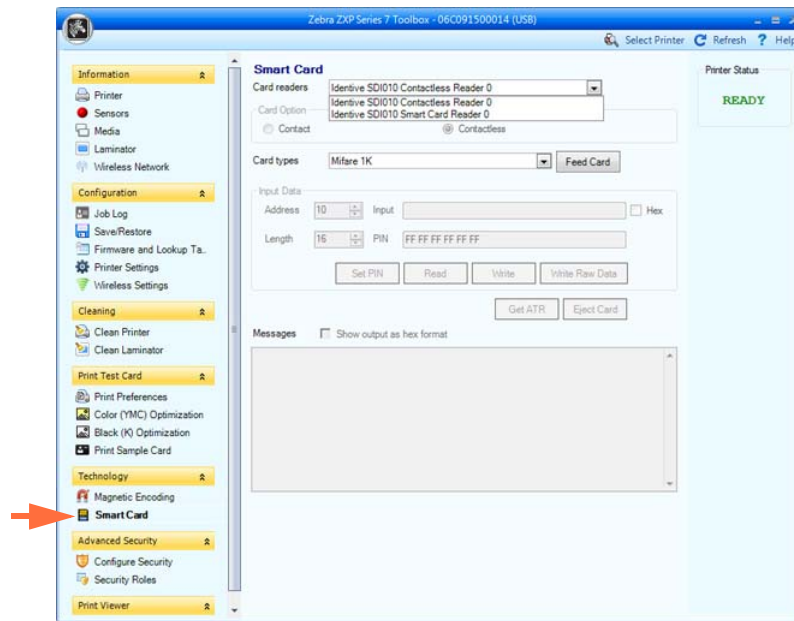 Zebra ZXP Series 7 Toolbox - 06C091500014 (USB)
Select Printer Refresh ? Help
Information
Printer
Sensors
Media
Laminator
Wireless Network
Configuration
Job Log
Save/Restore
Firmware and Lookup Ta..
Printer Settings
Wireless Settings
Cleaning
Clean Printer
Clean Laminator
Print Test Card
Print Preferences
Color (YMC) Optimization
Black (K) Optimization
Print Sample Card
Technology
Magnetic Encoding
Smart Card
Advanced Security
Configure Security
Security Roles
Print Viewer
Smart Card
Card readers Identive SDI010 Contactless Reader 0
Identive SDI010 Contactless Reader 0
Identive SDI010 Smart Card Reader 0
Card Option
Contact Contactless
Card types Mifare 1K Feed Card
Input Data
Address 10 Input Hex
Length 16 PIN FF FF FF FF FF FF
Set PIN Read Write Write Raw Data
Get ATR Eject Card
Messages Show output as hex format
Printer Status
READY